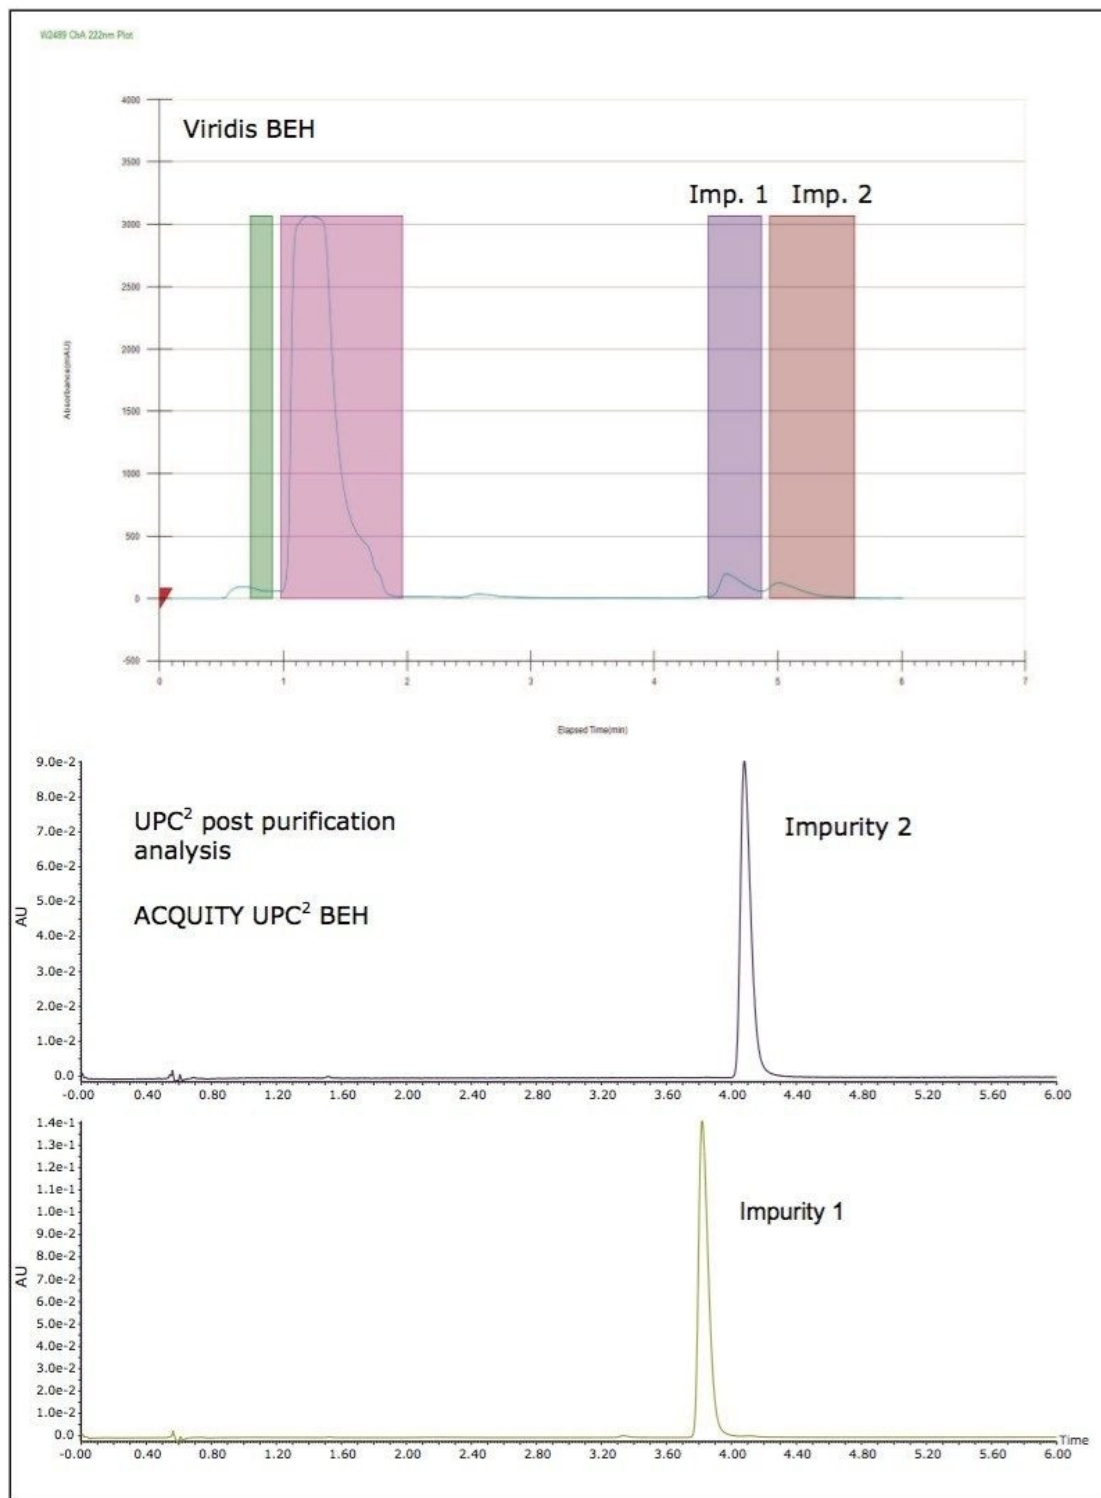 W2489 ChA 222nm Plot
4000
Viridis BEH
3500
Imp. 1 Imp. 2
3000
2500
2000
Absorbance(mAU)
1500
1000
500
0
-500
0 1 2 3 4 5 6 7
Elapsed Time(min)
9.0e-2
8.0e-2
UPC² post purification
analysis
Impurity 2
7.0e-2
6.0e-2
5.0e-2
ACQUITY UPC² BEH
AU
4.0e-2
3.0e-2
2.0e-2
1.0e-2
0.0
-0.00 0.40 0.80 1.20 1.60 2.00 2.40 2.80 3.20 3.60 4.00 4.40 4.80 5.20 5.60 6.00
1.4e-1
1.3e-1
1.2e-1
1.1e-1
1.0e-1
Impurity 1
9.0e-2
8.0e-2
AU
7.0e-2
6.0e-2
5.0e-2
4.0e-2
3.0e-2
2.0e-2
1.0e-2
0.0
Time
-0.00 0.40 0.80 1.20 1.60 2.00 2.40 2.80 3.20 3.60 4.00 4.40 4.80 5.20 5.60 6.00